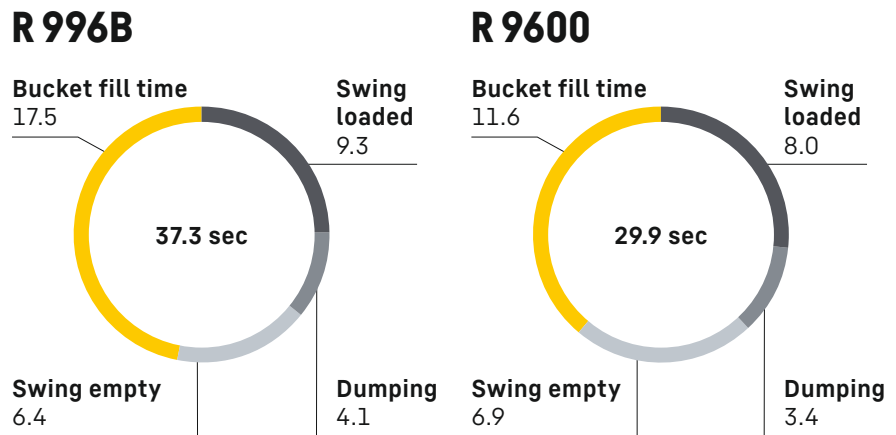 R 996B
Bucket fill time
17.5
Swing
loaded
9.3
37.3 sec
Swing empty
6.4
Dumping
4.1
R 9600
Bucket fill time
11.6
Swing
loaded
8.0
29.9 sec
Swing empty
6.9
Dumping
3.4